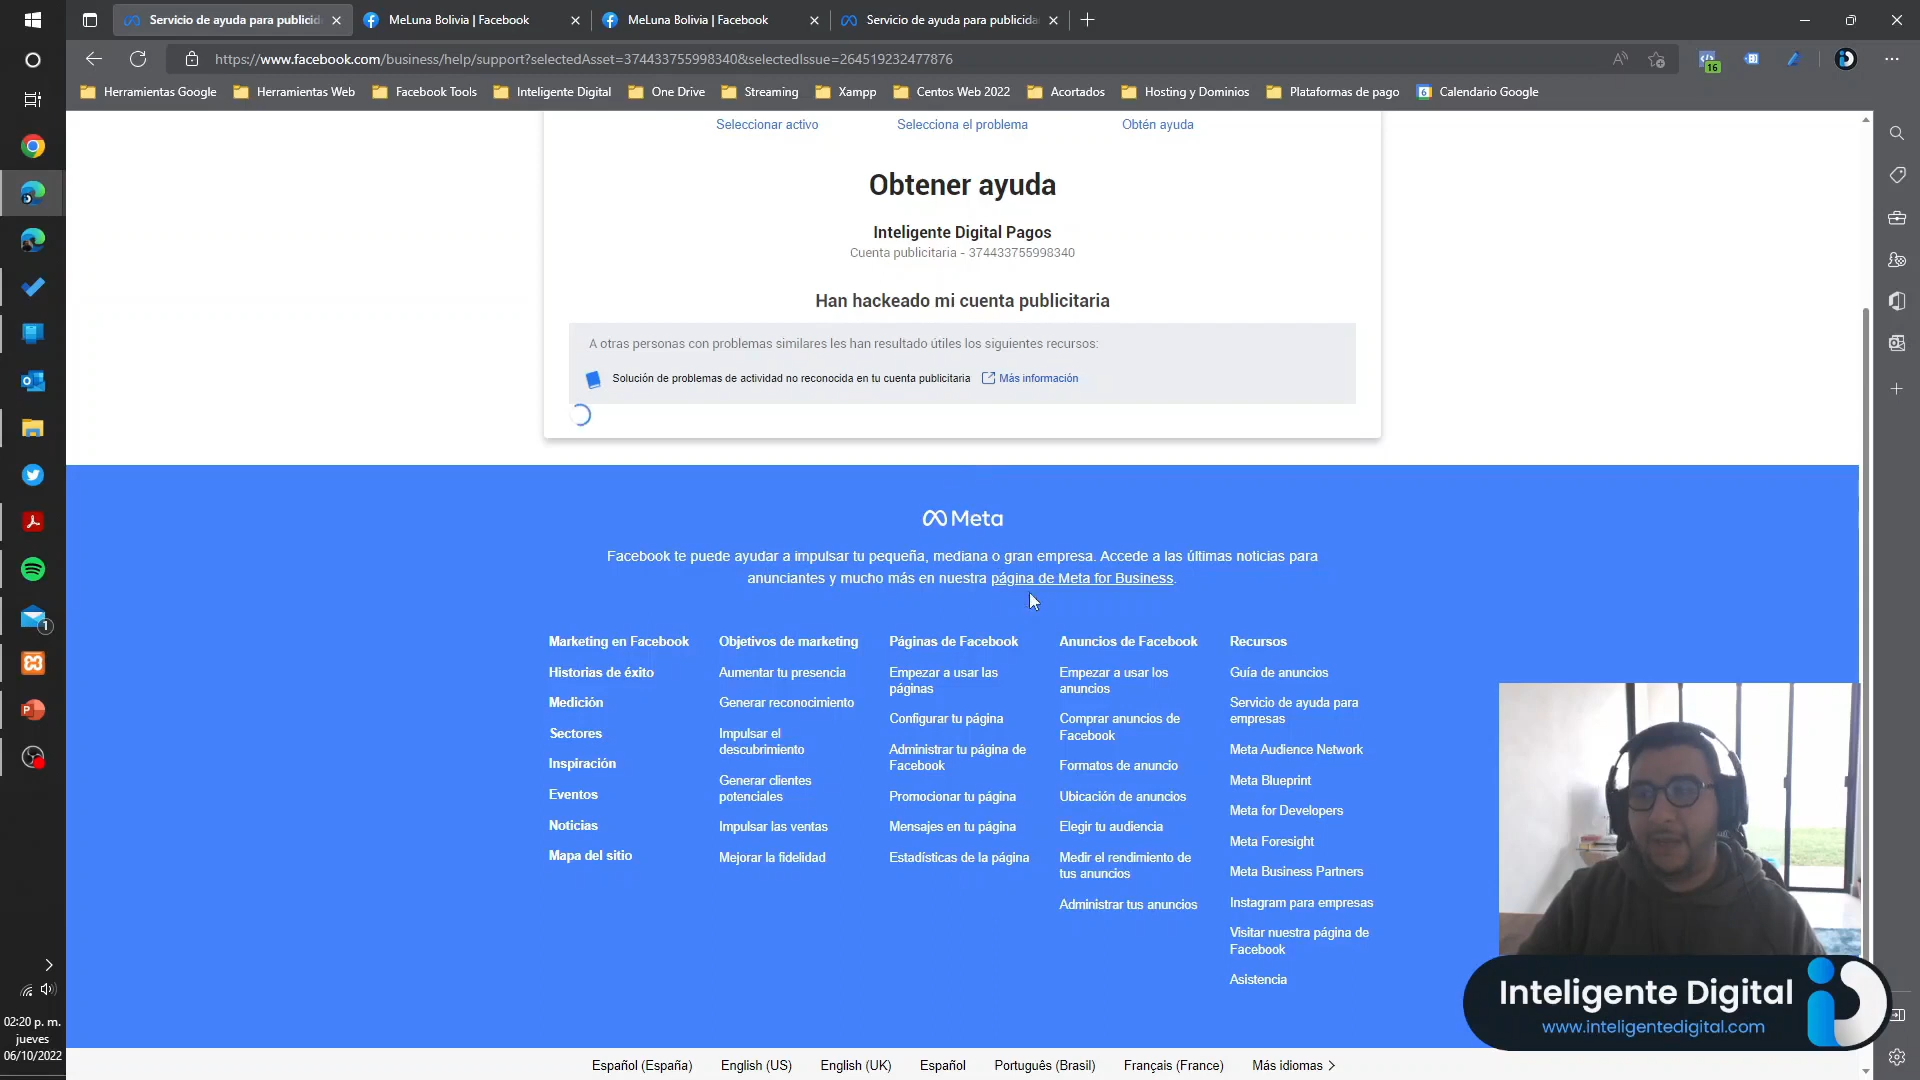 Servicio de ayuda para publicid
MeLuna Bolivia | Facebook
MeLuna Bolivia | Facebook
Servicio de ayuda para publicida
https://www.facebook.com/business/help/support?selectedAsset=374433755998340&selectedIssue=264519232477876
16
Herramientas Google
Herramientas Web
Facebook Tools
Inteligente Digital
One Drive
Streaming
Xampp
Centos Web 2022
Acortados
Hosting y Dominios
Plataformas de pago
6
Calendario Google
Seleccionar activo
Selecciona el problema
Obtén ayuda
Obtener ayuda
Inteligente Digital Pagos
Cuenta publicitaria - 374433755998340
Han hackeado mi cuenta publicitaria
A otras personas con problemas similares les han resultado útiles los siguientes recursos:
Solución de problemas de actividad no reconocida en tu cuenta publicitaria Más información
Meta
Facebook te puede ayudar a impulsar tu pequeña, mediana o gran empresa. Accede a las últimas noticias para
anunciantes y mucho más en nuestra página de Meta for Business.
Marketing en Facebook
Historias de éxito
Medición
Sectores
Inspiración
Eventos
Noticias
Mapa del sitio
Objetivos de marketing
Aumentar tu presencia
Generar reconocimiento
Impulsar el
descubrimiento
Generar clientes
potenciales
Impulsar las ventas
Mejorar la fidelidad
Páginas de Facebook
Empezar a usar las
páginas
Configurar tu página
Administrar tu página de
Facebook
Promocionar tu página
Mensajes en tu página
Estadísticas de la página
Anuncios de Facebook
Empezar a usar los
anuncios
Comprar anuncios de
Facebook
Formatos de anuncio
Ubicación de anuncios
Elegir tu audiencia
Medir el rendimiento de
tus anuncios
Administrar tus anuncios
Recursos
Guía de anuncios
Servicio de ayuda para
empresas
Meta Audience Network
Meta Blueprint
Meta for Developers
Meta Foresight
Meta Business Partners
Instagram para empresas
Visitar nuestra página de
Facebook
Asistencia
Español (España)
English (US)
English (UK)
Español
Português (Brasil)
Français (France)
Más idiomas
1
02:20 p. m.
jueves
06/10/2022
Inteligente Digital
www.inteligentedigital.com